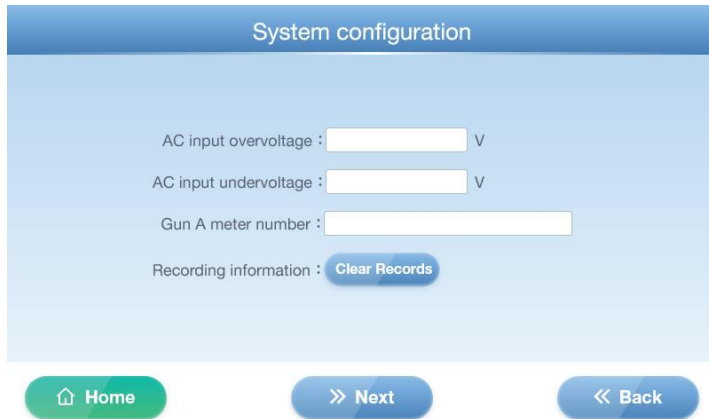 System configuration
AC input overvoltage : V
AC input undervoltage : V
Gun A meter number :
Recording information : Clear Records
Home Next Back